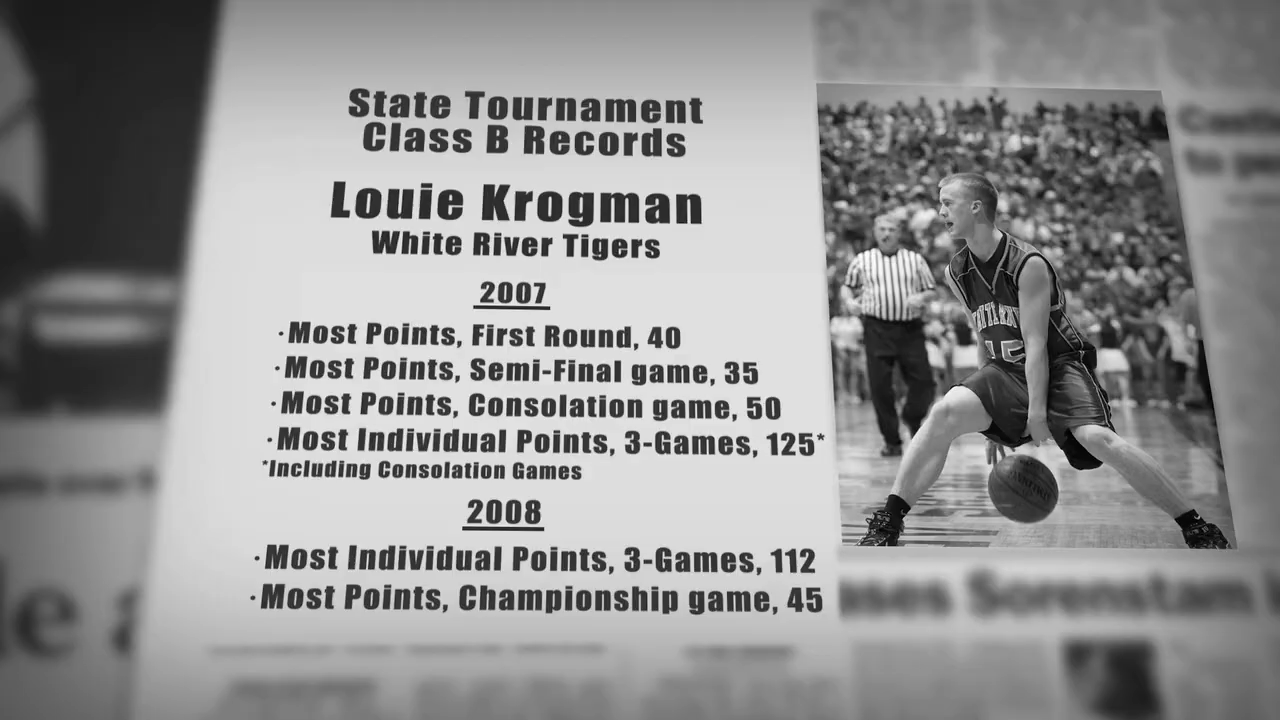 State Tournament
Class B Records
Louie Krogman
White River Tigers
2007
·Most Points, First Round, 40
·Most Points, Semi-Final game, 35
·Most Points, Consolation game, 50
·Most Individual Points, 3-Games, 125*
*Including Consolation Games
2008
·Most Individual Points, 3-Games, 112
·Most Points, Championship game, 45
15
Sorenstam